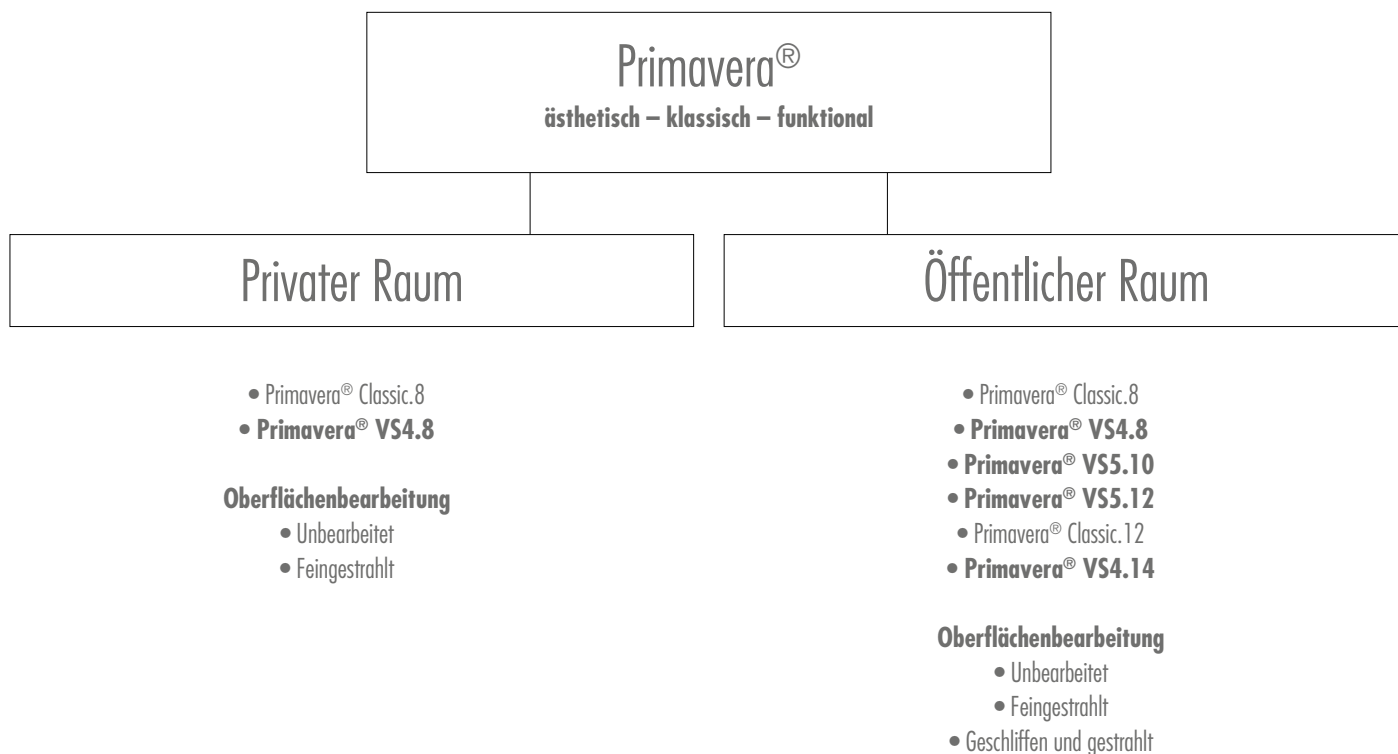 Primavera®
ästhetisch – klassisch – funktional
Privater Raum
• Primavera® Classic.8
• Primavera® VS4.8
Oberflächenbearbeitung
• Unbearbeitet
• Feingestrahlt
Öffentlicher Raum
• Primavera® Classic.8
• Primavera® VS4.8
• Primavera® VS5.10
• Primavera® VS5.12
• Primavera® Classic.12
• Primavera® VS4.14
Oberflächenbearbeitung
• Unbearbeitet
• Feingestrahlt
• Geschliffen und gestrahlt